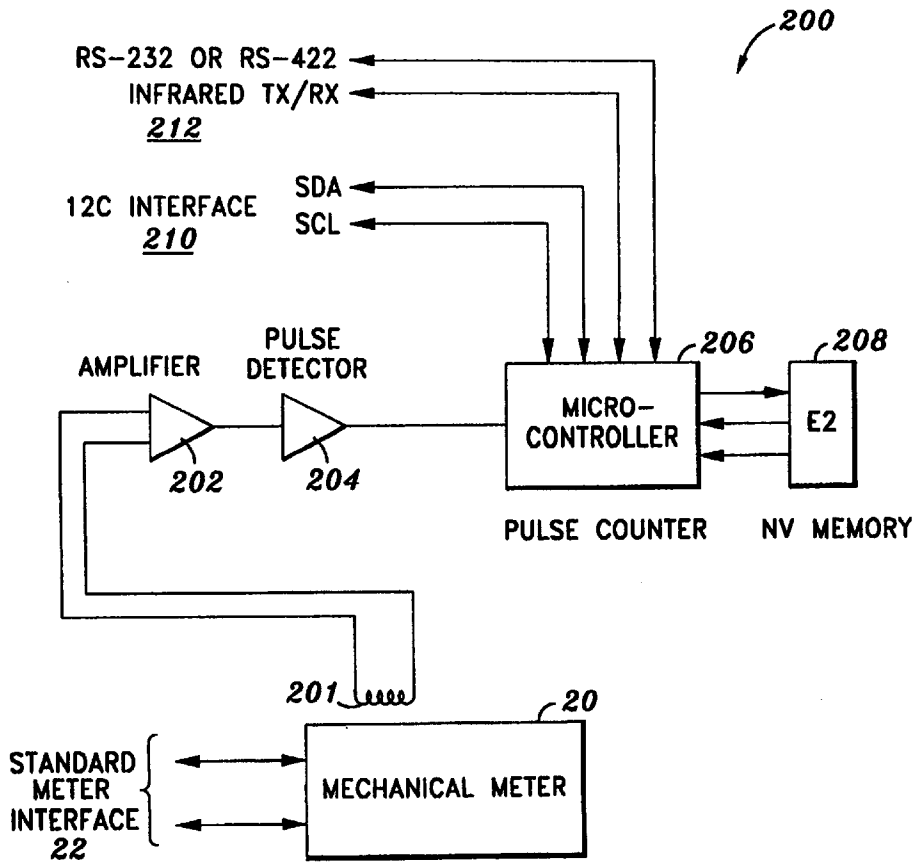 200
RS-232 OR RS-422
INFRARED TX/RX
212
SDA
12C INTERFACE
SCL
210
PULSE
DETECTOR
AMPLIFIER
206
208
MICRO-
CONTROLLER
E2
202
204
PULSE COUNTER
NV MEMORY
201
20
STANDARD
METER
INTERFACE
22
MECHANICAL METER